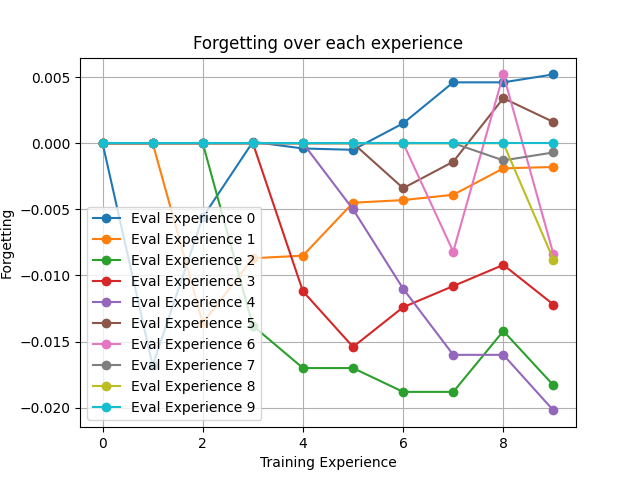 Forgetting over each experience
0.005
0.000
−0.005
−0.010
−0.015
−0.020
Forgetting
Eval Experience 0
Eval Experience 1
Eval Experience 2
Eval Experience 3
Eval Experience 4
Eval Experience 5
Eval Experience 6
Eval Experience 7
Eval Experience 8
Eval Experience 9
0 2 4 6 8
Training Experience